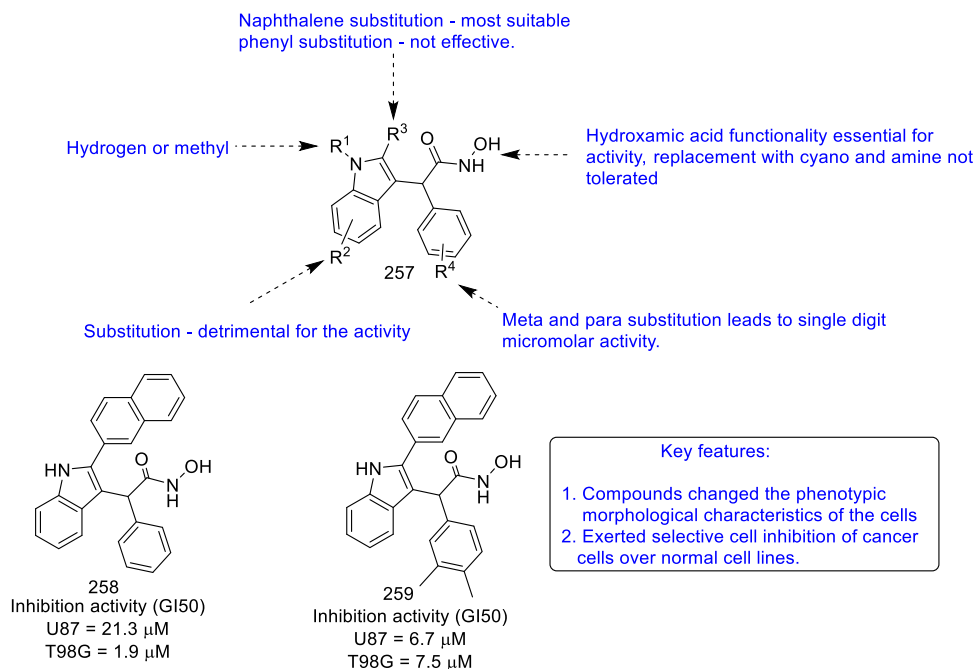 Naphthalene substitution - most suitable
phenyl substitution - not effective.
Hydrogen or methyl
R1
N
R3
O
OH
NH
R2
257
R4
Hydroxamic acid functionality essential for
activity, replacement with cyano and amine not
tolerated
Substitution - detrimental for the activity
Meta and para substitution leads to single digit
micromolar activity.
HN
O
OH
N
H
258
Inhibition activity (GI50)
U87 = 21.3 μM
T98G = 1.9 μM
HN
O
OH
N
H
259
Inhibition activity (GI50)
U87 = 6.7 μM
T98G = 7.5 μM
Key features:
1. Compounds changed the phenotypic
morphological characteristics of the cells
2. Exerted selective cell inhibition of cancer
cells over normal cell lines.